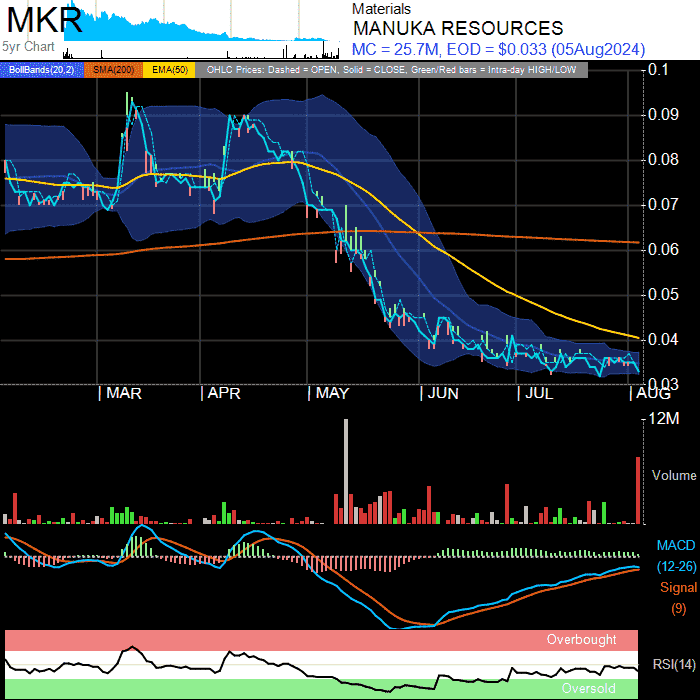 MKR
5yr Chart
Materials
MANUKA RESOURCES
MC = 25.7M, EOD = $0.033 (05Aug2024)
BollBands(20,2) SMA(200) EMA(50) OHLC Prices: Dashed = OPEN, Solid = CLOSE, Green/Red bars = Intra-day HIGH/LOW
0.1
0.09
0.08
0.07
0.06
0.05
0.04
0.03
MAR APR MAY JUN JUL AUG
12M
Volume
MACD
(12-26)
Signal
(9)
Overbought
RSI(14)
Oversold